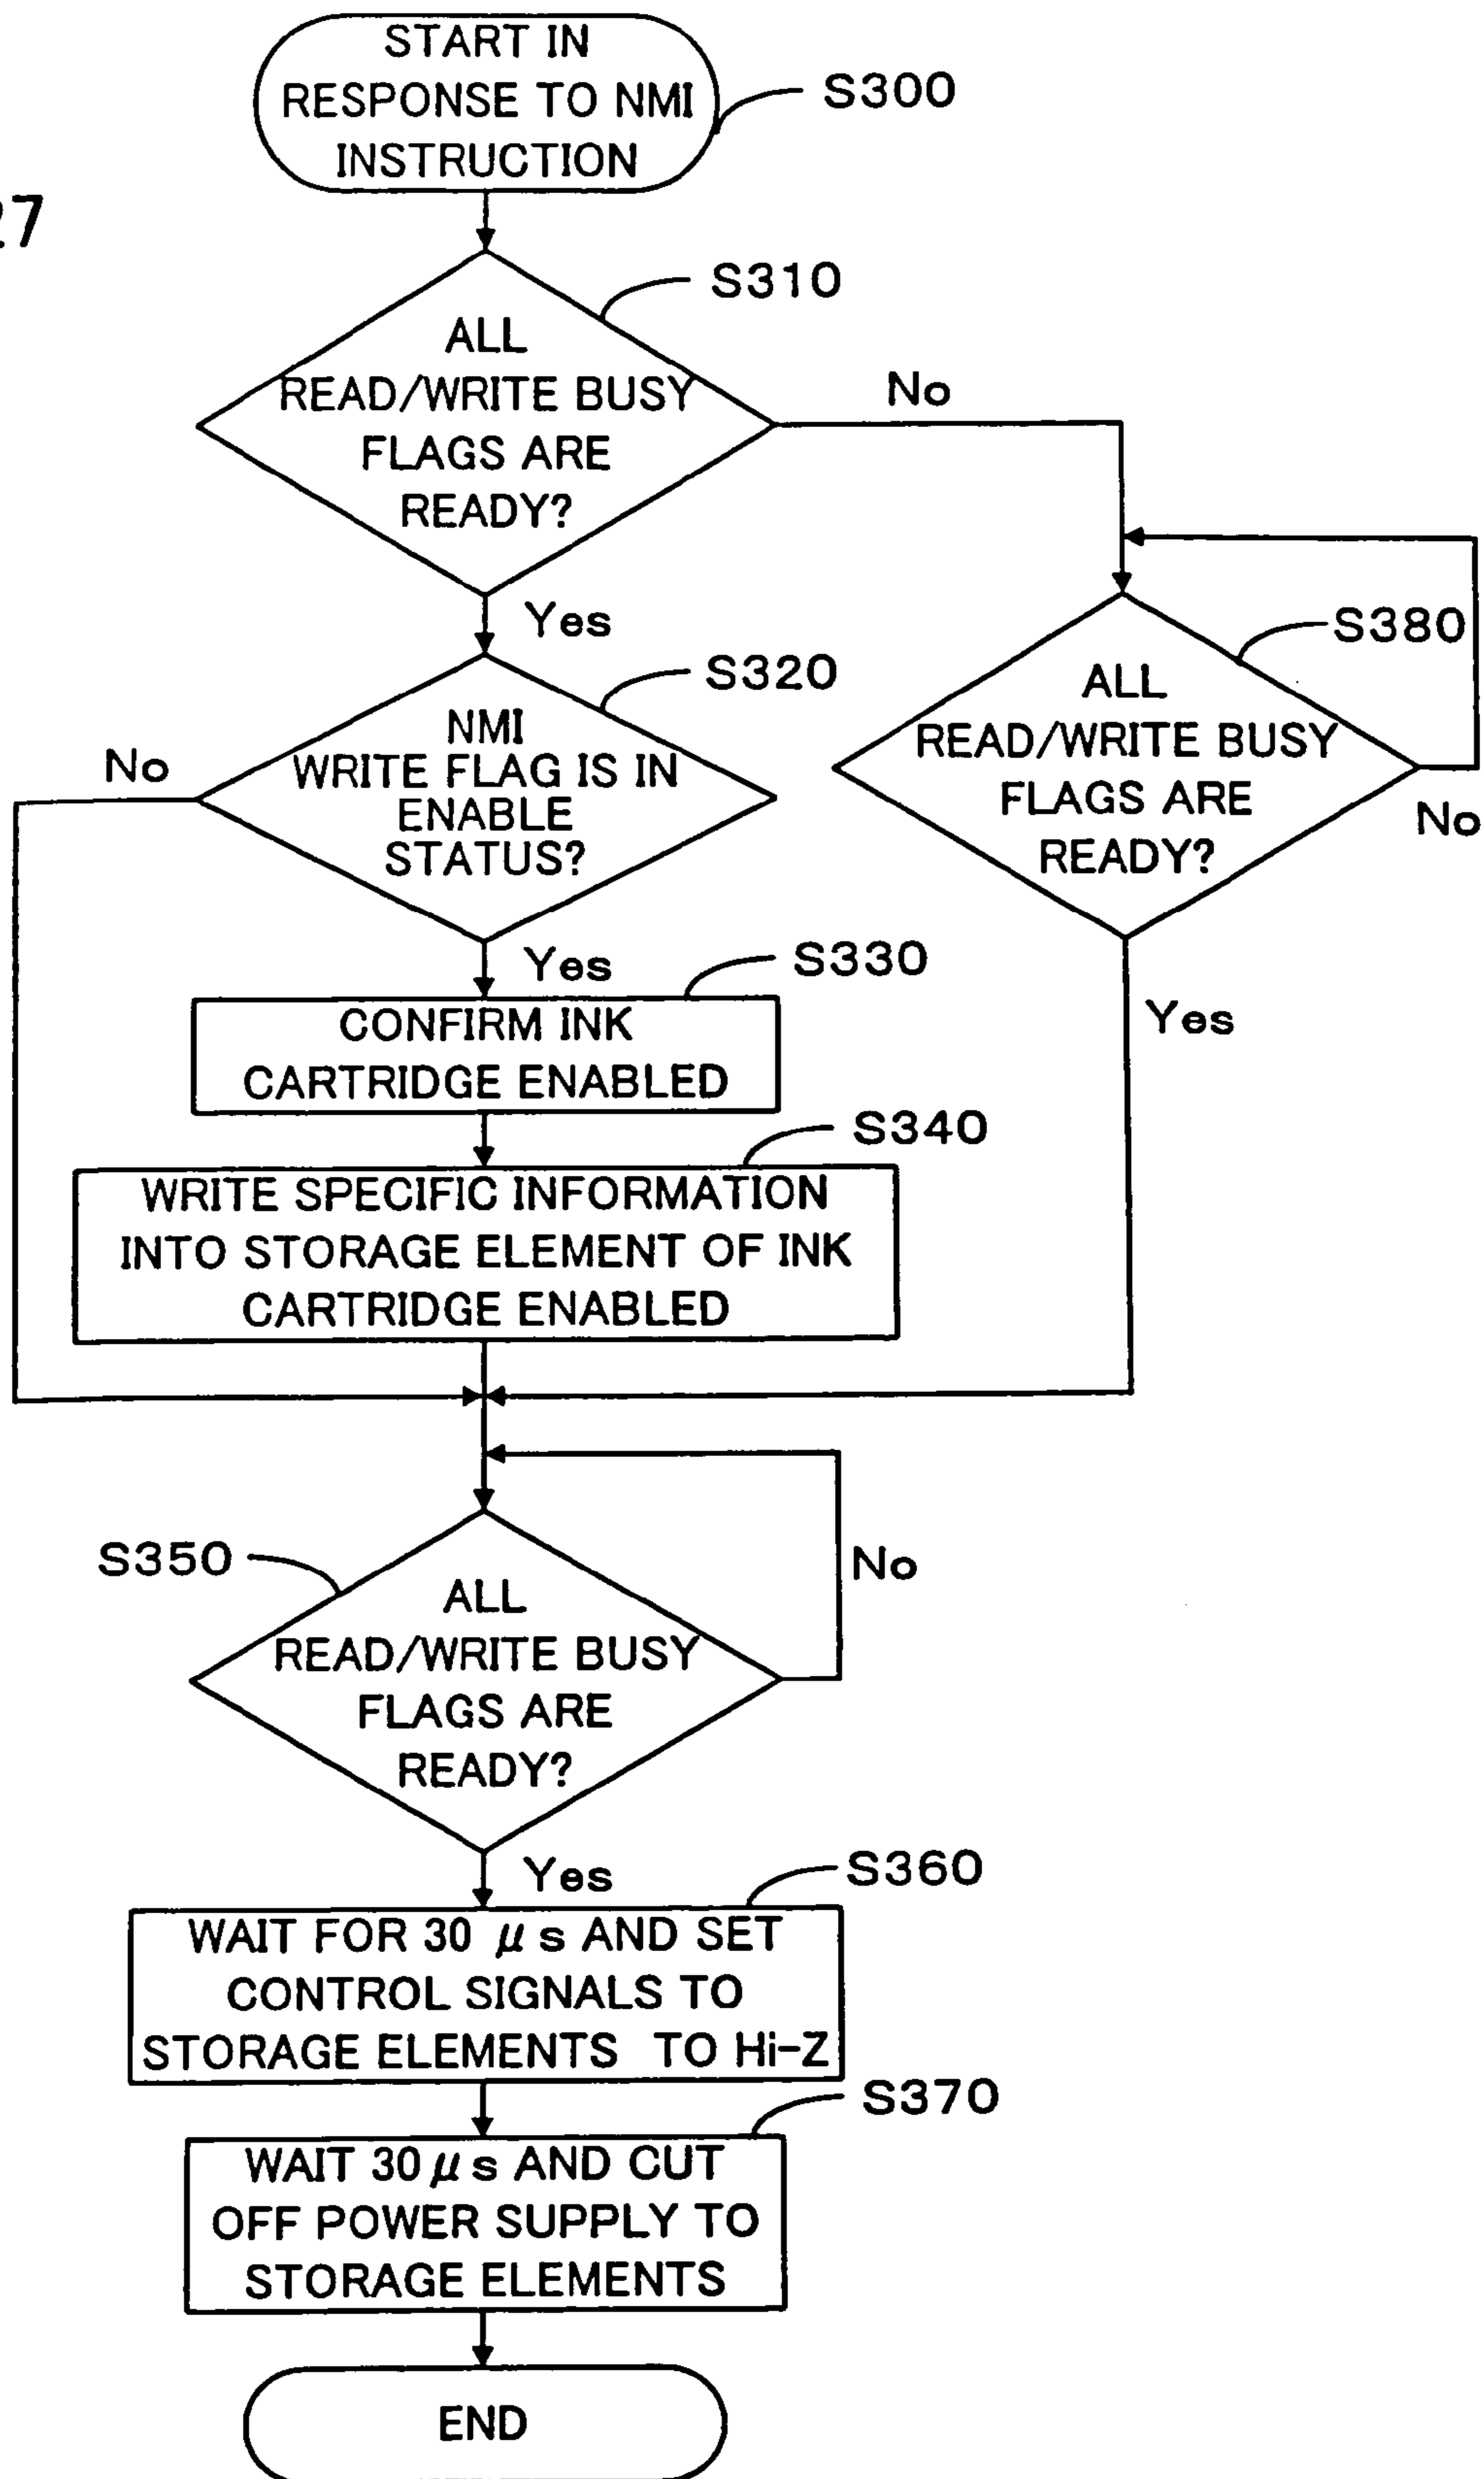 START IN
RESPONSE TO NMI
INSTRUCTION
S300
27
S310
ALL
READ/WRITE BUSY
FLAGS ARE
READY?
No
Yes
S320
NMI
WRITE FLAG IS IN
ENABLE
STATUS?
No
S380
ALL
READ/WRITE BUSY
FLAGS ARE
READY?
No
Yes
Yes
S330
CONFIRM INK
CARTRIDGE ENABLED
S340
WRITE SPECIFIC INFORMATION
INTO STORAGE ELEMENT OF INK
CARTRIDGE ENABLED
S350
ALL
READ/WRITE BUSY
FLAGS ARE
READY?
No
Yes
S360
WAIT FOR 30 μs AND SET
CONTROL SIGNALS TO
STORAGE ELEMENTS TO Hi-Z
S370
WAIT 30μs AND CUT
OFF POWER SUPPLY TO
STORAGE ELEMENTS
END